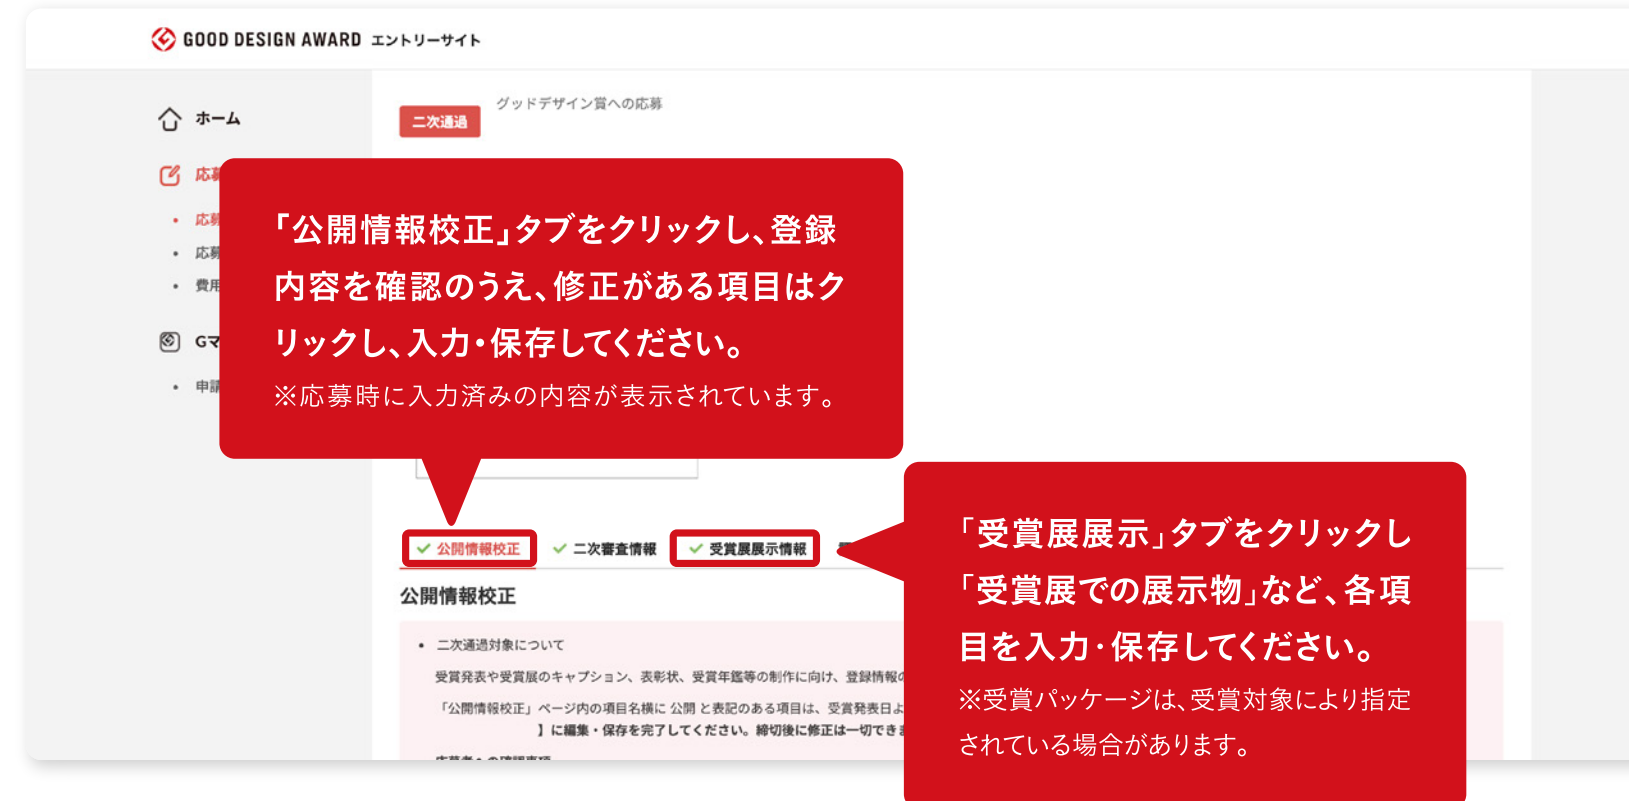 GOOD DESIGN AWARD エントリーサイト
ホーム
グッドデザイン賞への応募
二次通過
応募
応募
応募
費用
Gマ
申請
「公開情報校正」タブをクリックし、登録
内容を確認のうえ、修正がある項目はク
リックし、入力・保存してください。
※応募時に入力済みの内容が表示されています。
公開情報校正
二次審査情報
受賞展展示情報
「受賞展展示」タブをクリックし
「受賞展での展示物」など、各項
目を入力・保存してください。
※受賞パッケージは、受賞対象により指定
されている場合があります。
公開情報校正
• 二次通過対象について
受賞発表や受賞展のキャプション、表彰状、受賞年鑑等の制作に向け、登録情報の
「公開情報校正」ページ内の項目名横に 公開 と表記のある項目は、受賞発表日よ
】に編集・保存を完了してください。締切後に修正は一切できま